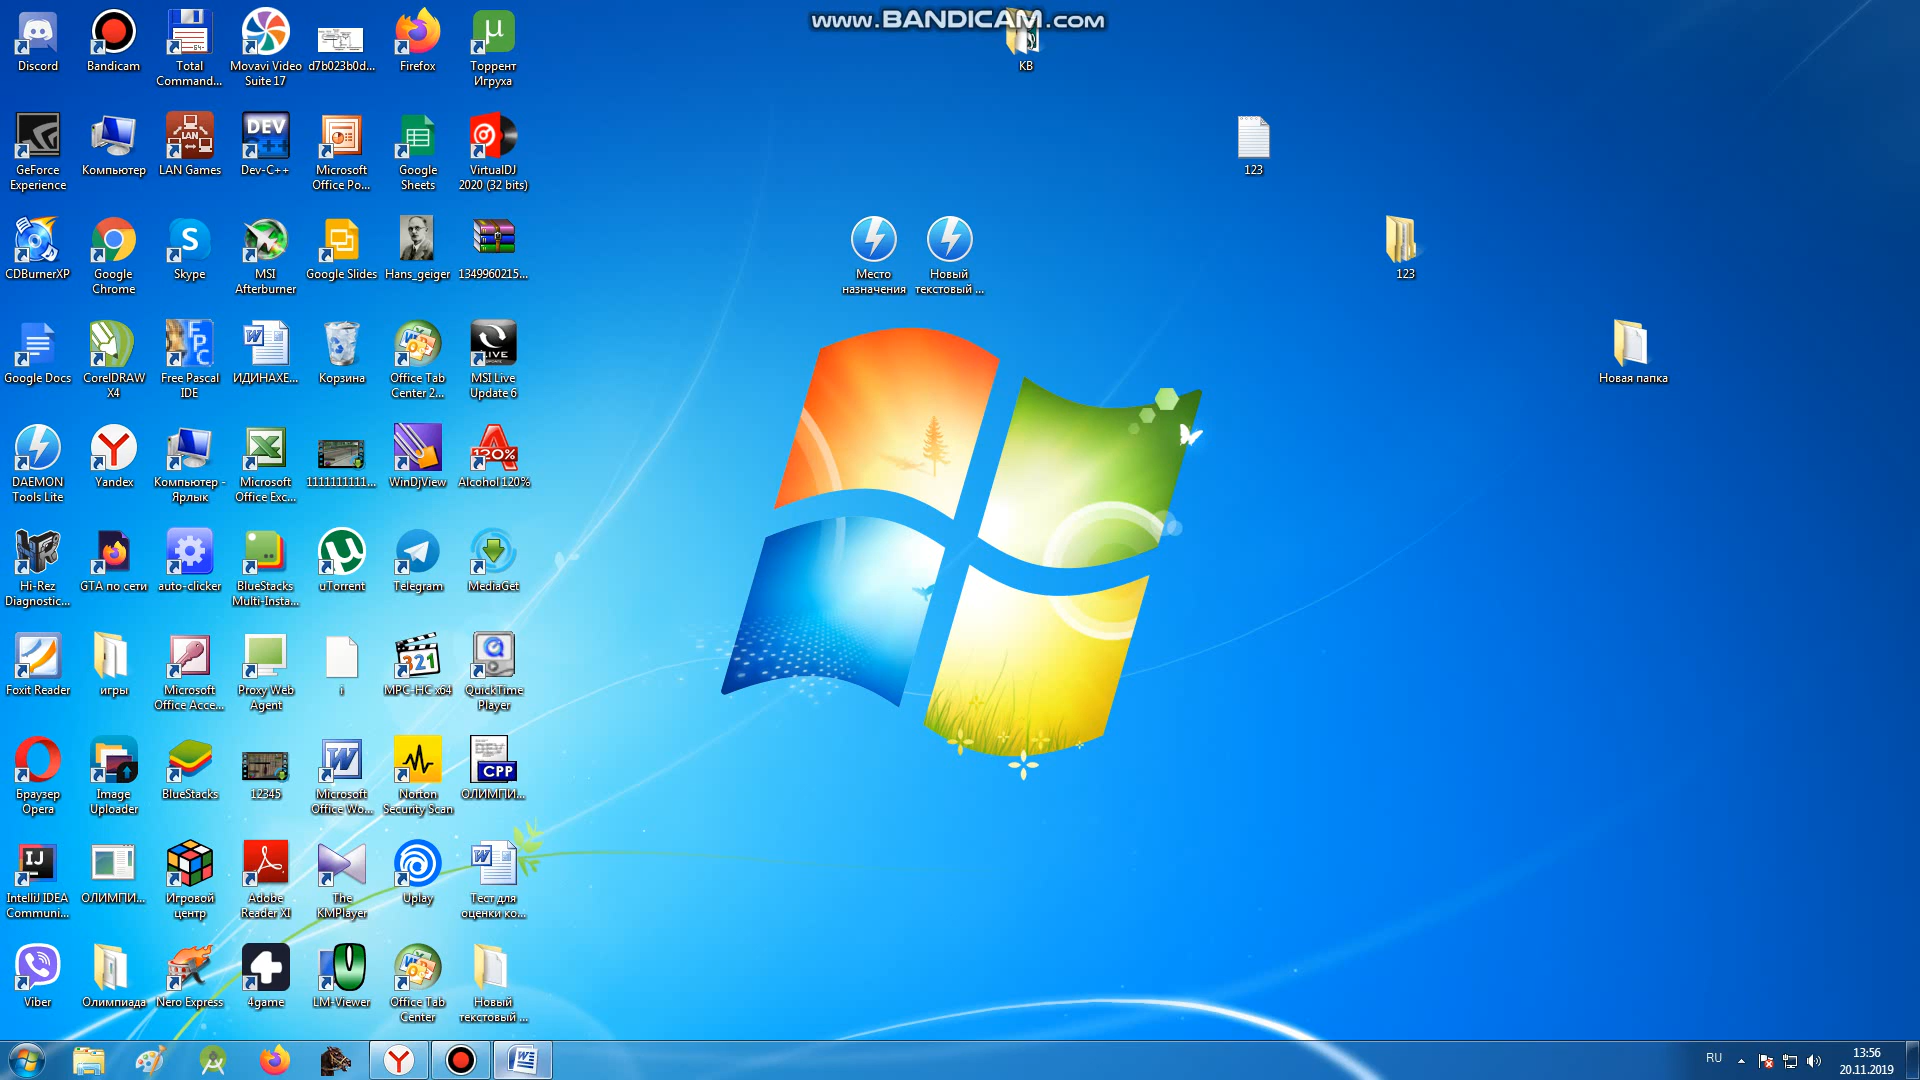 www.BANDICAM.com
Discord
Bandicam
Total
Command...
Movavi Video
Suite 17
d7b023b0d...
Firefox
Торрент
Игруха
КВ
GeForce
Experience
Компьютер
LAN Games
DEV
C++
Dev-C++
Microsoft
Office Po...
Google
Sheets
VirtualDJ
2020 (32 bits)
123
CDBurnerXP
Google
Chrome
Skype
MSI
Afterburner
Google Slides
Hans_geiger
1349960215...
Место
назначения
Новый
текстовый ...
123
Google Docs
CorelDRAW
X4
Free Pascal
IDE
ИДИНАХЕ...
Корзина
Office Tab
Center 2...
LIVE
MSI Live
Update 6
Новая папка
DAEMON
Tools Lite
Yandex
Компьютер -
Ярлык
Microsoft
Office Exc...
1111111111...
WinDjView
120%
Alcohol 120%
Hi-Rez
Diagnostic...
GTA по сети
auto-clicker
BlueStacks
Multi-Insta...
uTorrent
Telegram
MediaGet
Foxit Reader
игры
Microsoft
Office Acce...
Proxy Web
Agent
i
321
MPC-HC x64
QuickTime
Player
Браузер
Opera
Image
Uploader
BlueStacks
12345
Microsoft
Office Wo...
Norton
Security Scan
DEV
CPP
ОЛИМПИ...
IJ
IntelliJ IDEA
Communi...
ОЛИМПИ...
Игровой
центр
Adobe
Reader XI
The
KMPlayer
Uplay
Тест для
оценки ко...
Viber
Олимпиада
Nero Express
4game
LM-Viewer
Office Tab
Center
Новый
текстовый ...
RU
13:56
20.11.2019